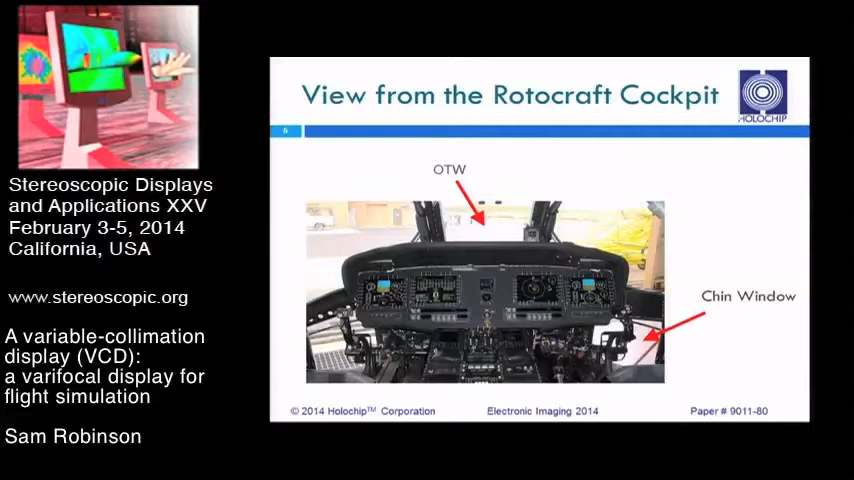 Stereoscopic Displays
and Applications XXV
February 3-5, 2014
California, USA
www.stereoscopic.org
A variable-collimation
display (VCD):
a varifocal display for
flight simulation
Sam Robinson
View from the Rotocraft Cockpit
HOLOCHIP
5
OTW
Chin Window
© 2014 Holochip™ Corporation
Electronic Imaging 2014
Paper # 9011-80